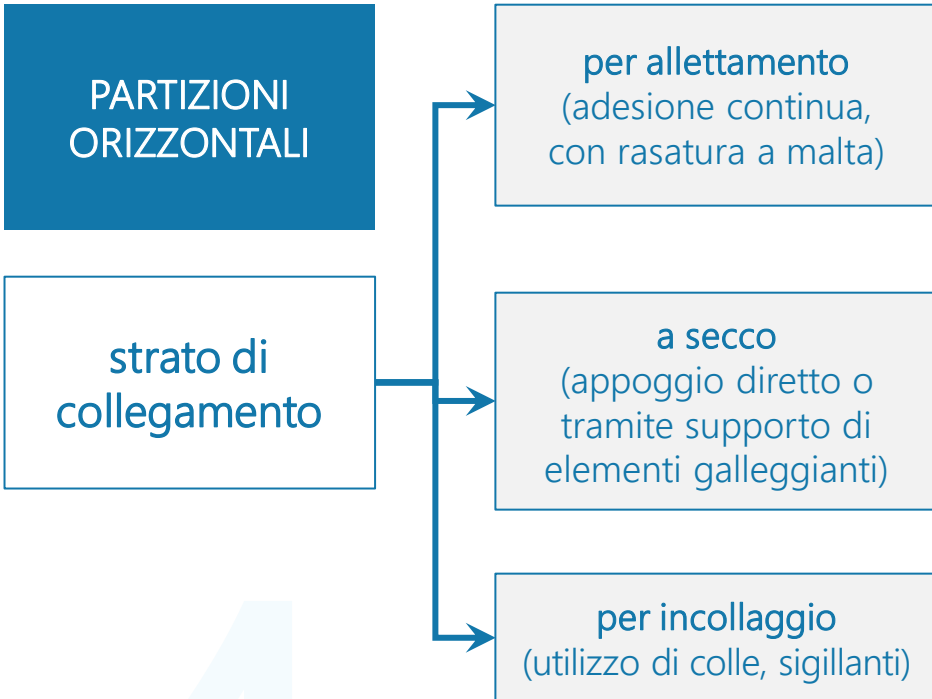 PARTIZIONI
ORIZZONTALI
strato di
collegamento
per allettamento
(adesione continua,
con rasatura a malta)
a secco
(appoggio diretto o
tramite supporto di
elementi galleggianti)
per incollaggio
(utilizzo di colle, sigillanti)